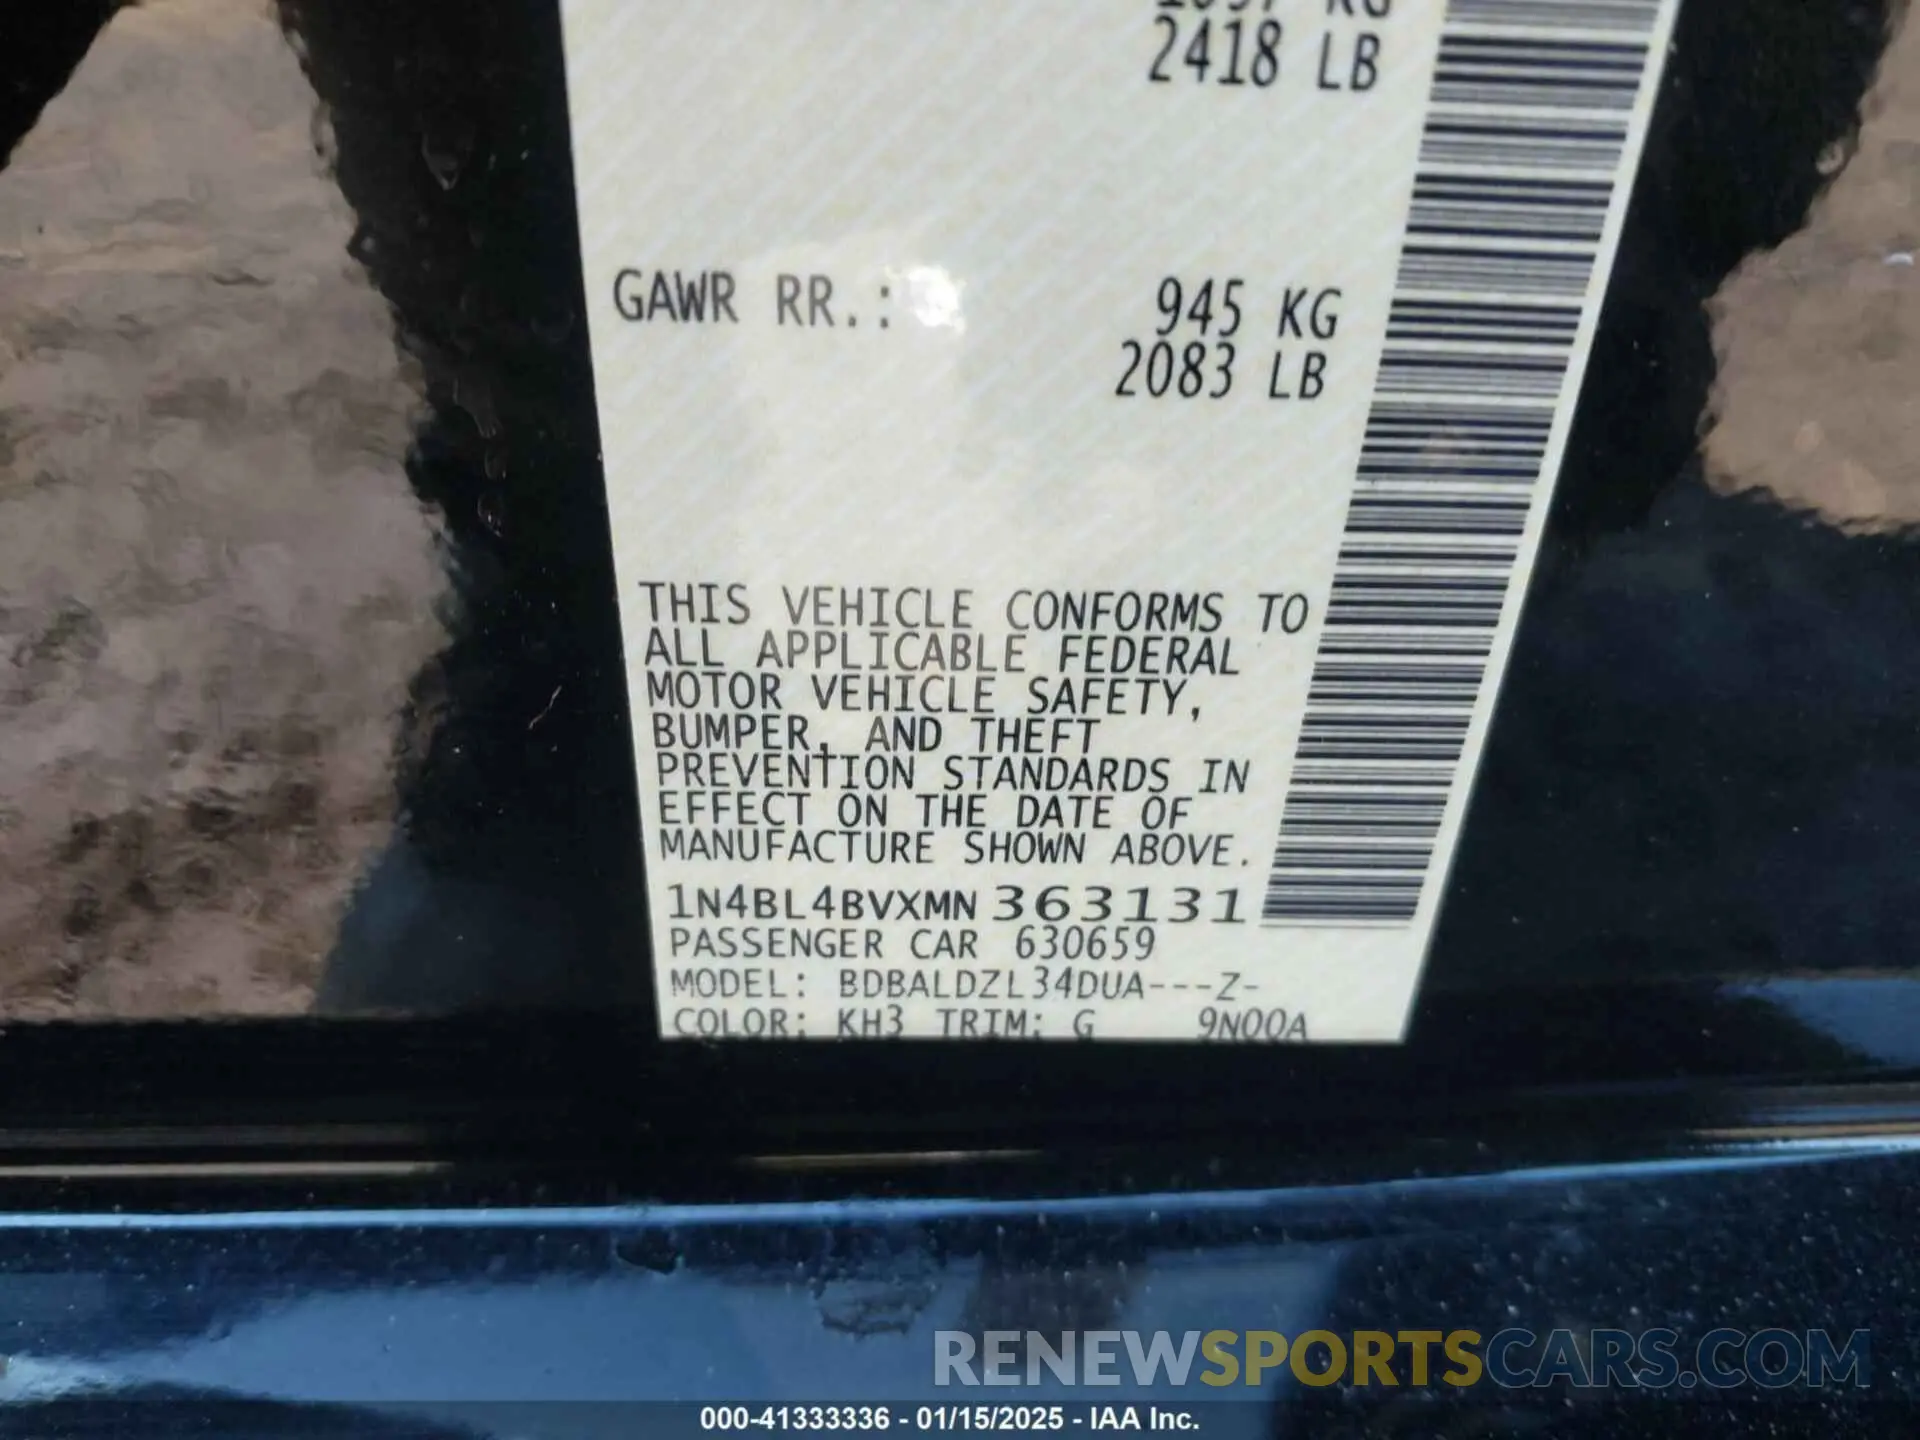 2418 LB
GAWR RR.: 945 KG
2083 LB
THIS VEHICLE CONFORMS TO
ALL APPLICABLE FEDERAL
MOTOR VEHICLE SAFETY,
BUMPER, AND THEFT
PREVENTION STANDARDS IN
EFFECT ON THE DATE OF
MANUFACTURE SHOWN ABOVE.
1N4BL4BVXMN 363131
PASSENGER CAR 630659
MODEL: BDBALDZL34DUA---Z-
COLOR: KH3 TRIM: G 9N00A
RENEWSPORTSCARS.COM
000-41333336 - 01/15/2025 - IAA Inc.